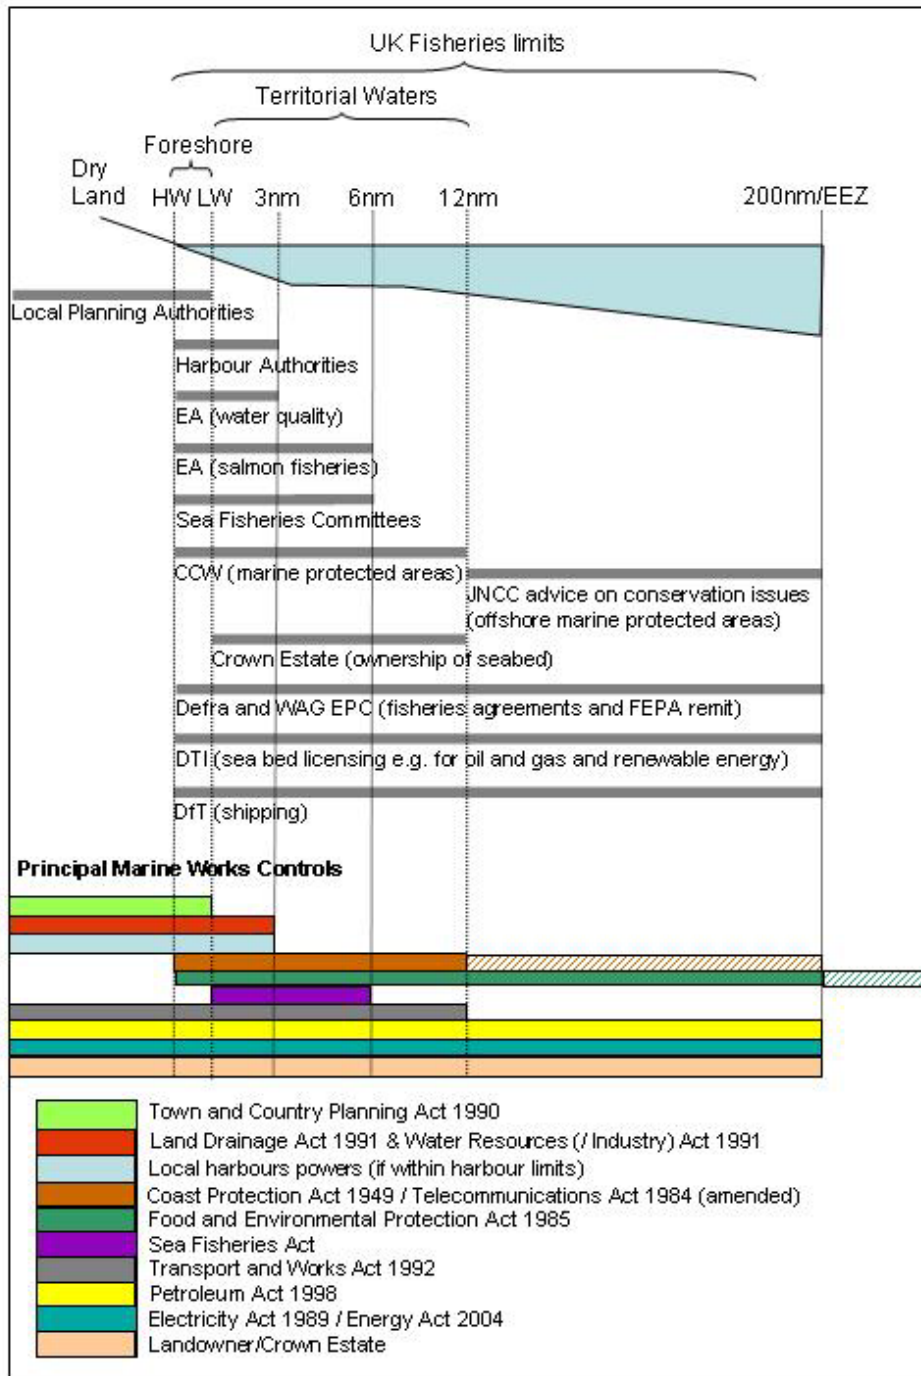 UK Fisheries limits
Territorial Waters
Foreshore
Dry
Land
HW LW 3nm 6nm 12nm 200nm/EEZ
Local Planning Authorities
Harbour Authorities
EA (water quality)
EA (salmon fisheries)
Sea Fisheries Committees
CCW (marine protected areas)
JNCC advice on conservation issues
(offshore marine protected areas)
Crown Estate (ownership of seabed)
Defra and WAG EPC (fisheries agreements and FEPA remit)
DTI (sea bed licensing e.g. for oil and gas and renewable energy)
DfT (shipping)
Principal Marine Works Controls
Town and Country Planning Act 1990
Land Drainage Act 1991 & Water Resources (/ Industry) Act 1991
Local harbours powers (if within harbour limits)
Coast Protection Act 1949 / Telecommunications Act 1984 (amended)
Food and Environmental Protection Act 1985
Sea Fisheries Act
Transport and Works Act 1992
Petroleum Act 1998
Electricity Act 1989 / Energy Act 2004
Landowner/Crown Estate